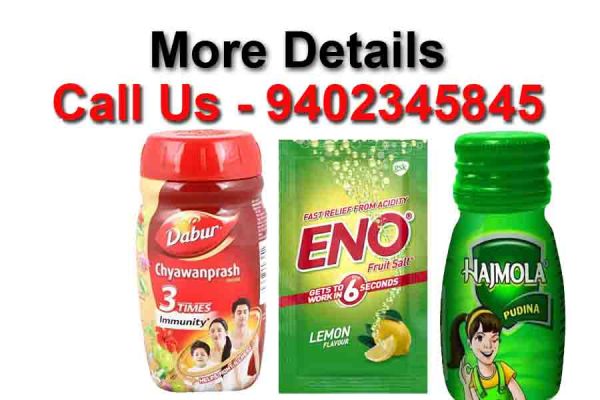 More Details
Call Us - 9402345845
Dabur
Chyawanprash
3 TIMES
Immunity*
gsk
FAST RELIEF FROM ACIDITY
ENO®
Fruit Salt
GETS TO
WORK IN 6 SECONDS
LEMON
FLAVOUR
HAJMOLA
PUDINA